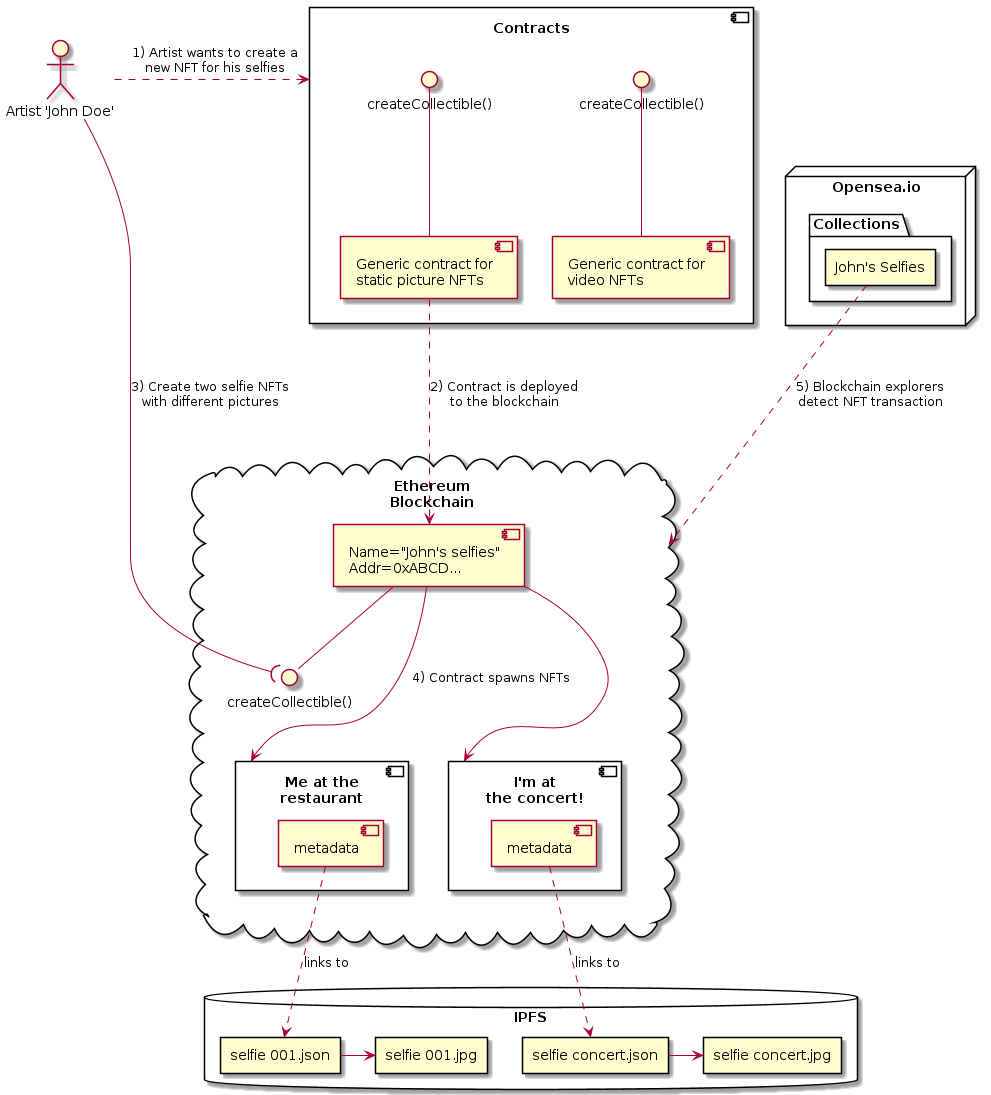 Contracts
1) Artist wants to create a
new NFT for his selfies
Artist 'John Doe'
createCollectible()
createCollectible()
Opensea.io
Collections
John's Selfies
Generic contract for
static picture NFTs
Generic contract for
video NFTs
3) Create two selfie NFTs
with different pictures
2) Contract is deployed
to the blockchain
5) Blockchain explorers
detect NFT transaction
Ethereum
Blockchain
Name="John's selfies"
Addr=0xABCD...
4) Contract spawns NFTs
createCollectible()
Me at the
restaurant
metadata
I'm at
the concert!
metadata
links to
links to
IPFS
selfie 001.json
selfie 001.jpg
selfie concert.json
selfie concert.jpg